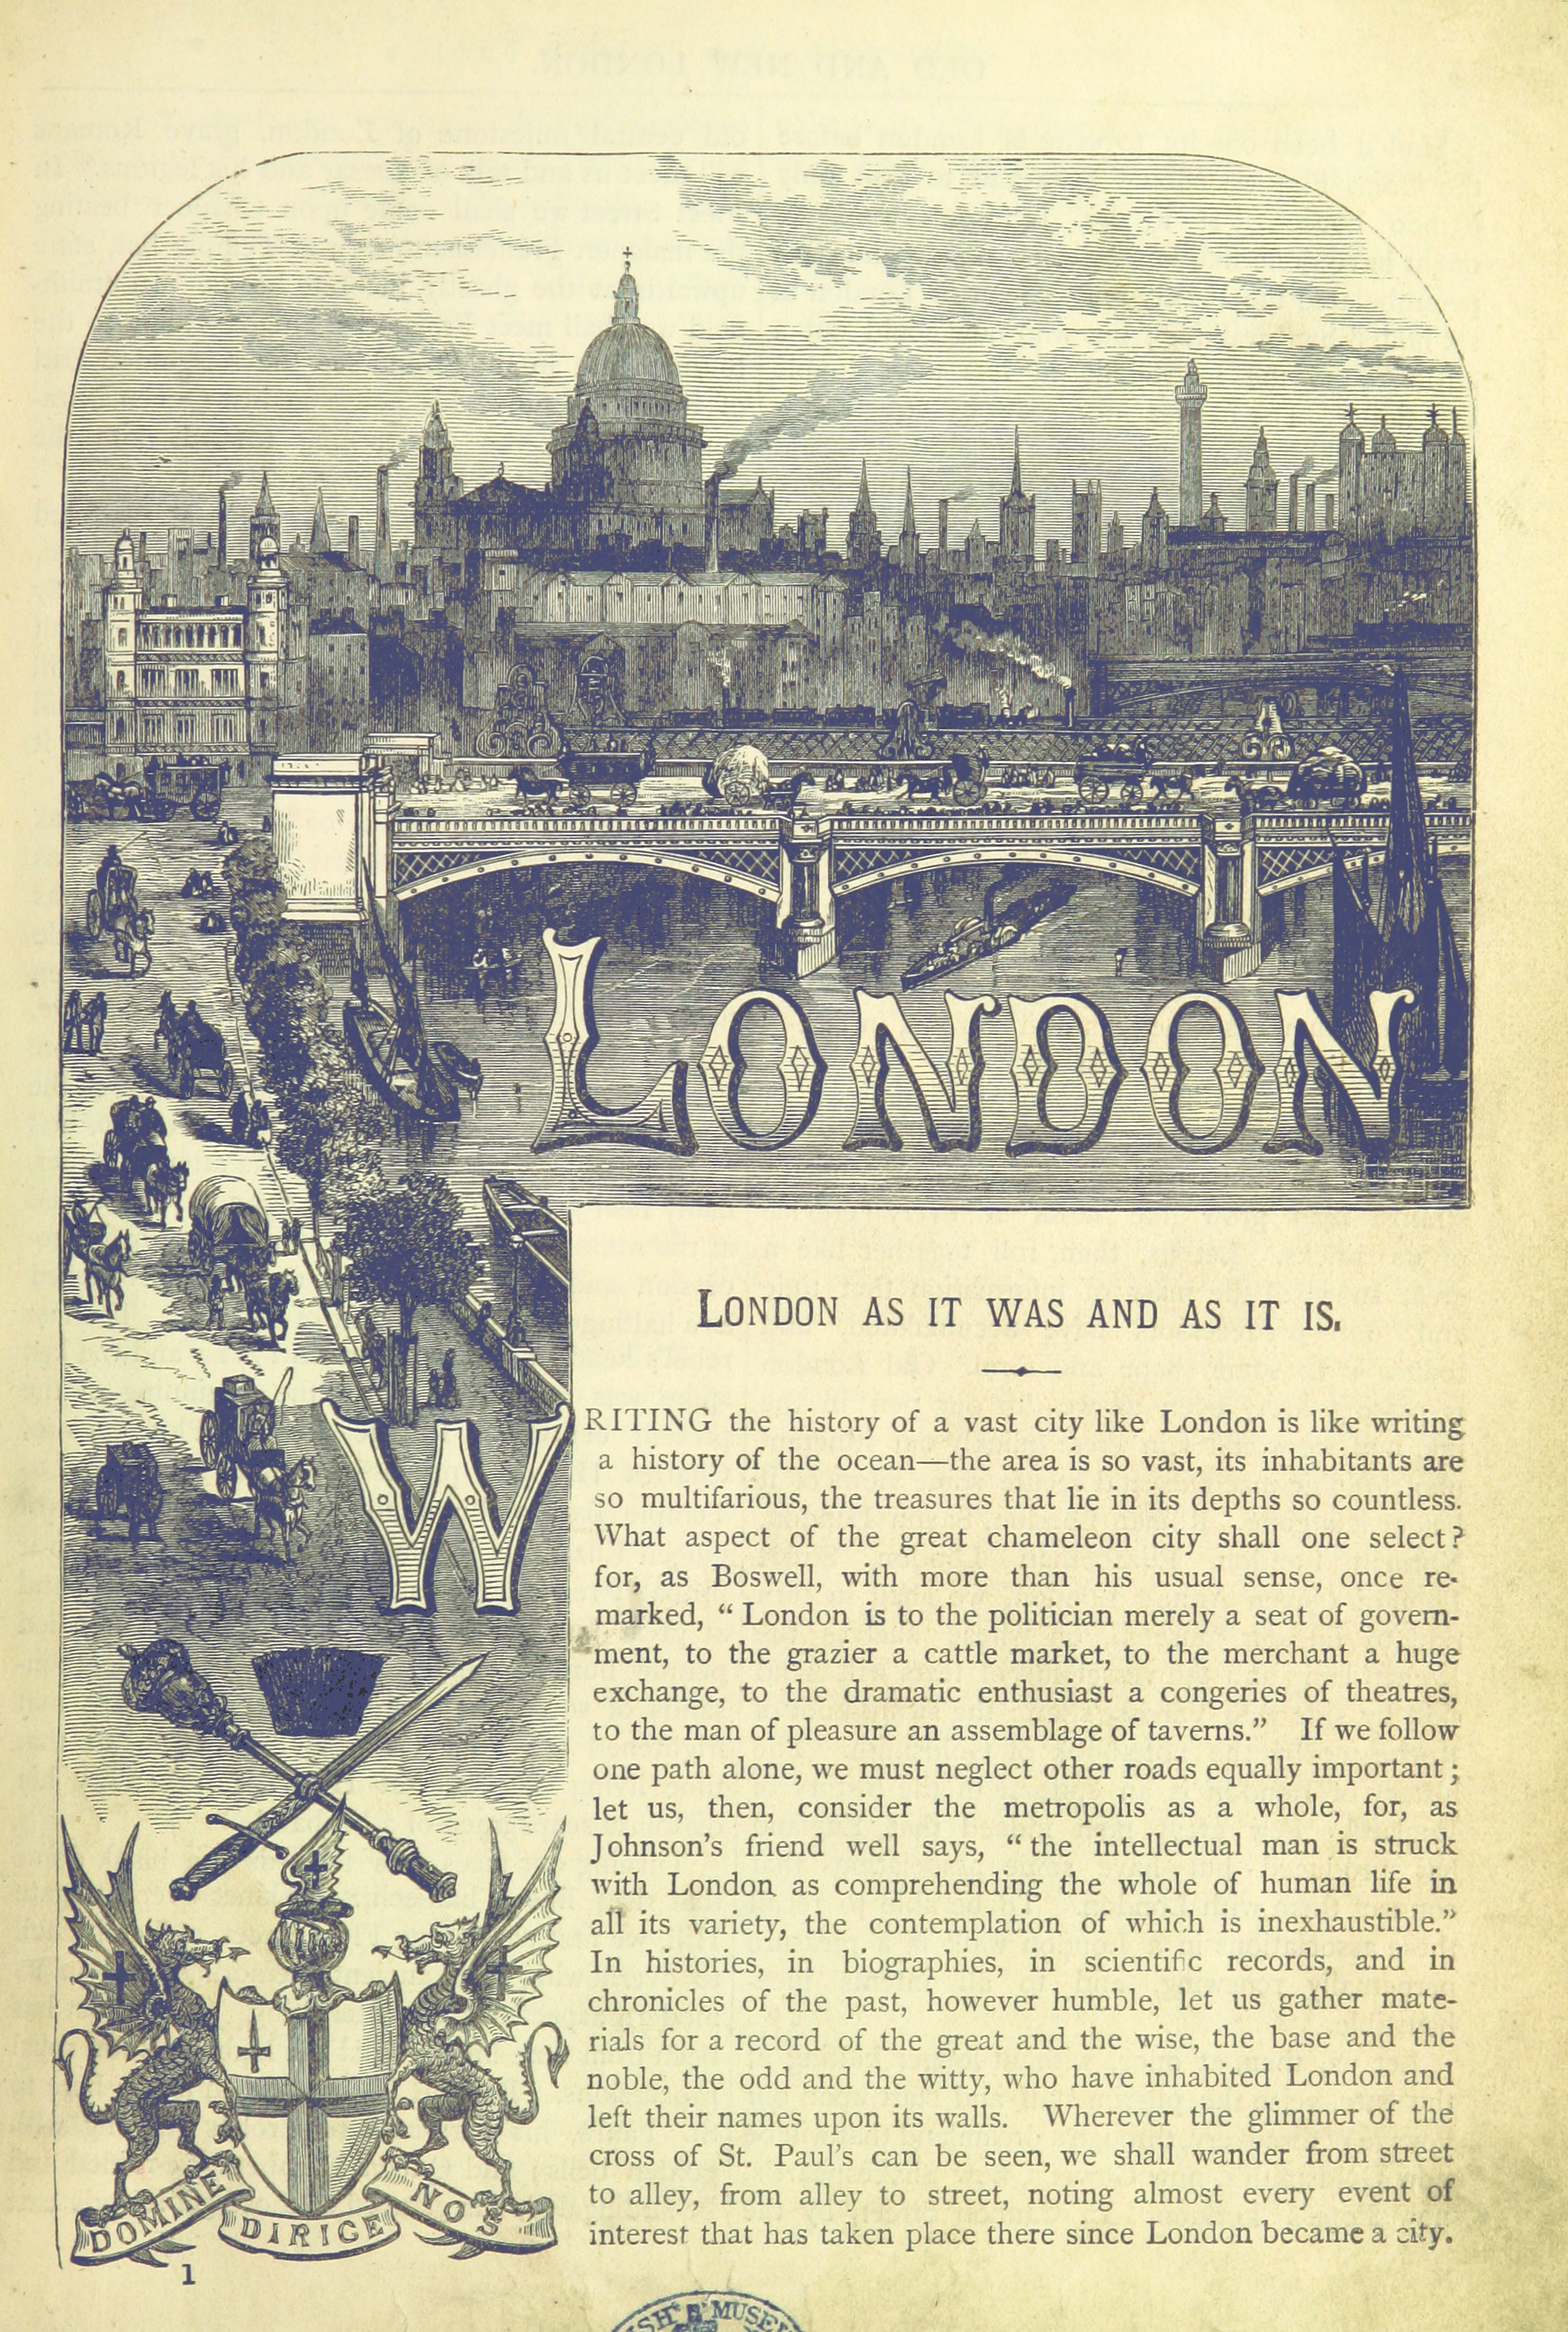 OLD AND NEW LONDON.
LONDON
LONDON AS IT WAS AND AS IT IS.
WRITING the history of a vast city like London is like writing
a history of the ocean—the area is so vast, its inhabitants are
so multifarious, the treasures that lie in its depths so countless.
What aspect of the great chameleon city shall one select?
for, as Boswell, with more than his usual sense, once re-
marked, “ London is to the politician merely a seat of govern-
ment, to the grazier a cattle market, to the merchant a huge
exchange, to the dramatic enthusiast a congeries of theatres,
to the man of pleasure an assemblage of taverns.” If we follow
one path alone, we must neglect other roads equally important ;
let us, then, consider the metropolis as a whole, for, as
Johnson’s friend well says, “ the intellectual man is struck
with London as comprehending the whole of human life in
all its variety, the contemplation of which is inexhaustible.”
In histories, in biographies, in scientific records, and in
chronicles of the past, however humble, let us gather mate-
rials for a record of the great and the wise, the base and the
noble, the odd and the witty, who have inhabited London and
left their names upon its walls. Wherever the glimmer of the
cross of St. Paul’s can be seen, we shall wander from street
to alley, from alley to street, noting almost every event of
interest that has taken place there since London became a city.
DOMINE DIRIGE NOS
1